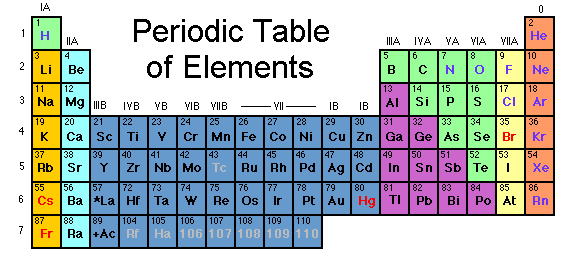 IA 0
Periodic Table
of Elements
1 2
1 H He
IIA IIIA IVA VA VIA VIIA
3 4 5 6 7 8 9 10
2 Li Be B C N O F Ne
11 12 13 14 15 16 17 18
3 Na Mg Al Si P S Cl Ar
IIIB IVB VB VIB VIIB —— VII —— IB IB
19 20 21 22 23 24 25 26 27 28 29 30 31 32 33 34 35 36
4 K Ca Sc Ti V Cr Mn Fe Co Ni Cu Zn Ga Ge As Se Br Kr
37 38 39 40 41 42 43 44 45 46 47 48 49 50 51 52 53 54
5 Rb Sr Y Zr Nb Mo Tc Ru Rh Pd Ag Cd In Sn Sb Te I Xe
55 56 57 72 73 74 75 76 77 78 79 80 81 82 83 84 85 86
6 Cs Ba *La Hf Ta W Re Os Ir Pt Au Hg Tl Pb Bi Po At Rn
87 88 89 104 105 106 107 108 109 110
7 Fr Ra +Ac Rf Ha 106 107 108 109 110